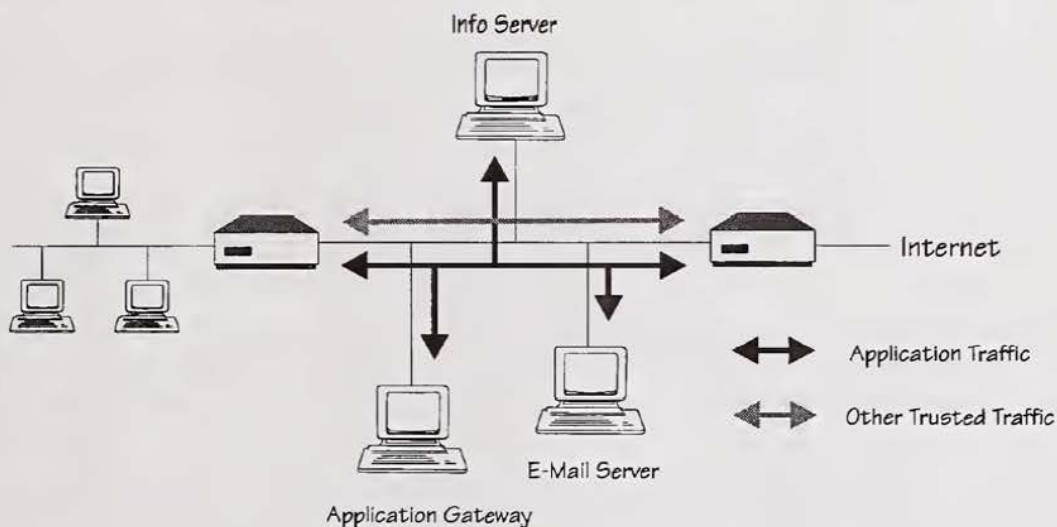 Info Server
Internet
Application Traffic
Other Trusted Traffic
E-Mail Server
Application Gateway